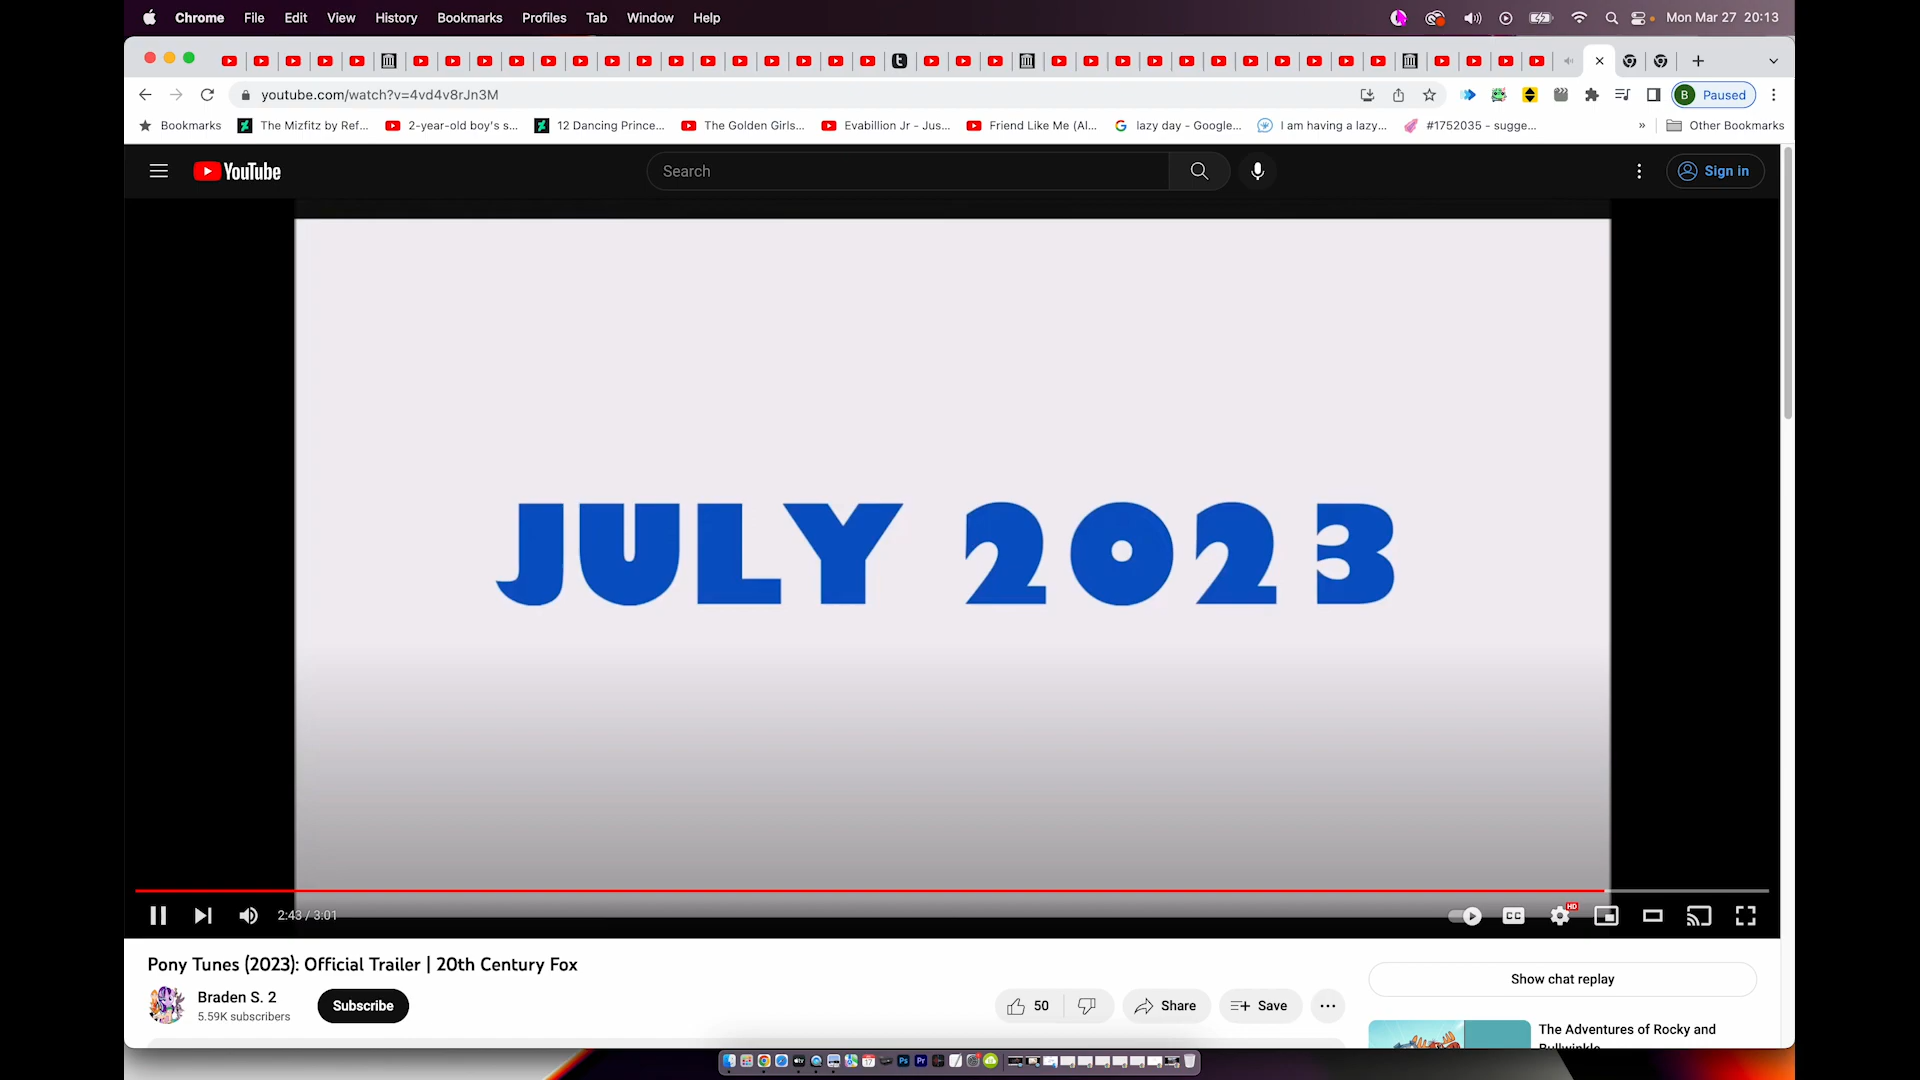 Chrome File Edit View History Bookmarks Profiles Tab Window Help Mon Mar 27 20:13
youtube.com/watch?v=4vd4v8rJn3M B Paused
Bookmarks The Mizfitz by Ref... 2-year-old boy's s... 12 Dancing Prince... The Golden Girls... Evabillion Jr - Jus... Friend Like Me (Al... lazy day - Google... I am having a lazy... #1752035 - sugge... » Other Bookmarks
YouTube Search Sign in
JULY 2023
2:43 / 3:01 CC HD
Pony Tunes (2023): Official Trailer | 20th Century Fox
Braden S. 2
5.59K subscribers
Subscribe 50 Share Save
Show chat replay
The Adventures of Rocky and
Bullwinkle